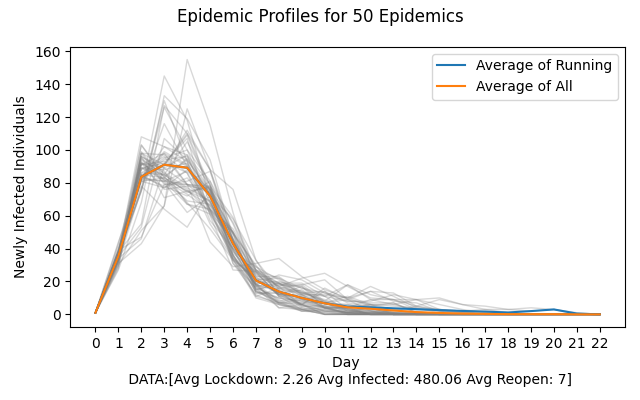 Epidemic Profiles for 50 Epidemics
Average of Running
Average of All
Newly Infected Individuals
160
140
120
100
80
60
40
20
0
0 1 2 3 4 5 6 7 8 9 10 11 12 13 14 15 16 17 18 19 20 21 22
Day
DATA:[Avg Lockdown: 2.26 Avg Infected: 480.06 Avg Reopen: 7]